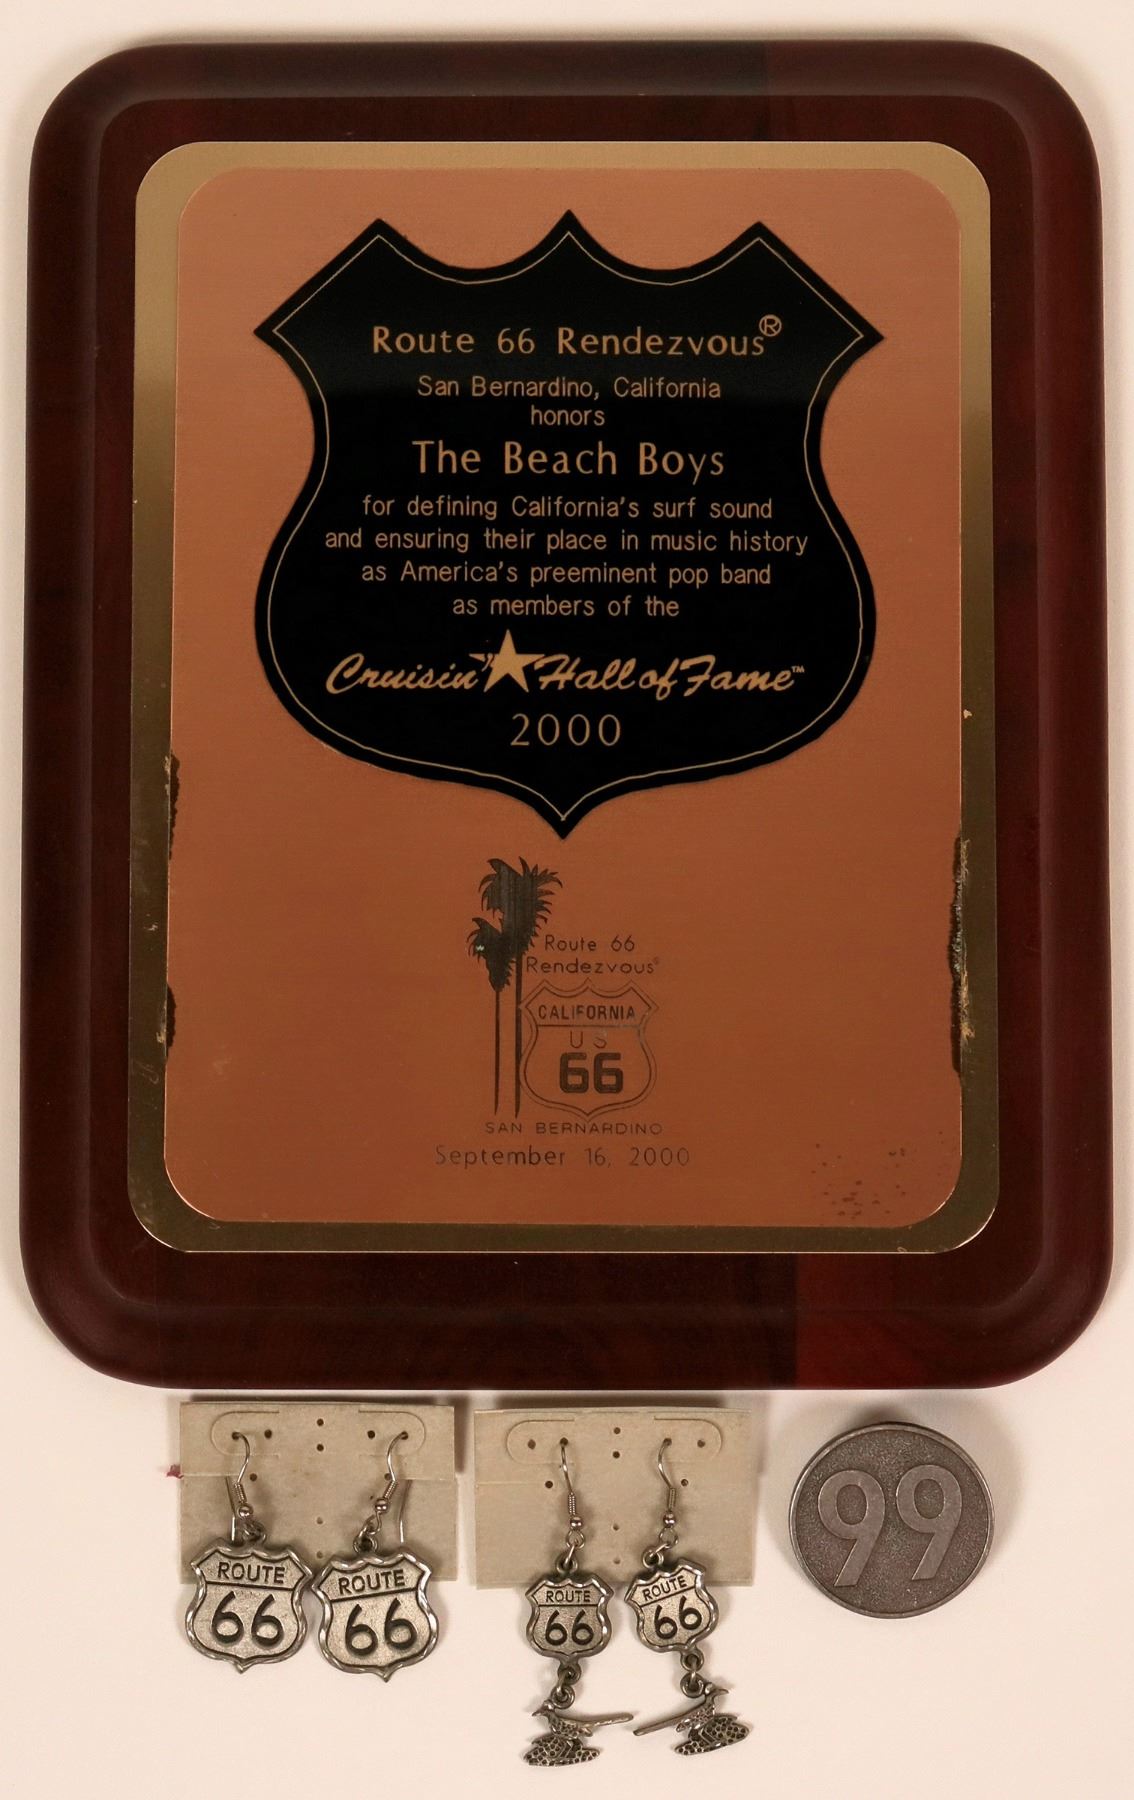 Route 66 Rendezvous®
San Bernardino, California
honors
The Beach Boys
for defining California's surf sound
and ensuring their place in music history
as America's preeminent pop band
as members of the
Cruisin' Hall of Fame™
2000
Route 66
Rendezvous®
CALIFORNIA
US
66
SAN BERNARDINO
September 16, 2000
ROUTE
66
ROUTE
66
ROUTE
66
ROUTE
66
99